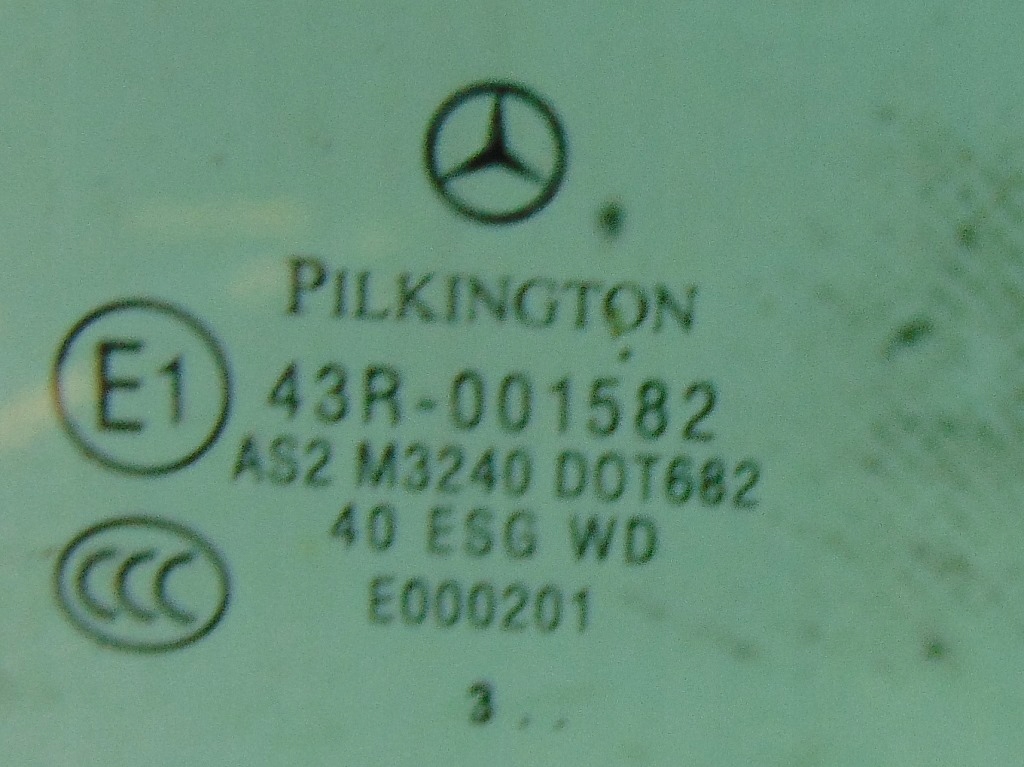 PILKINGTON
E1 43R-001582
AS2 M3240 DOT682
40 ESG WD
CCC E000201
3 . .